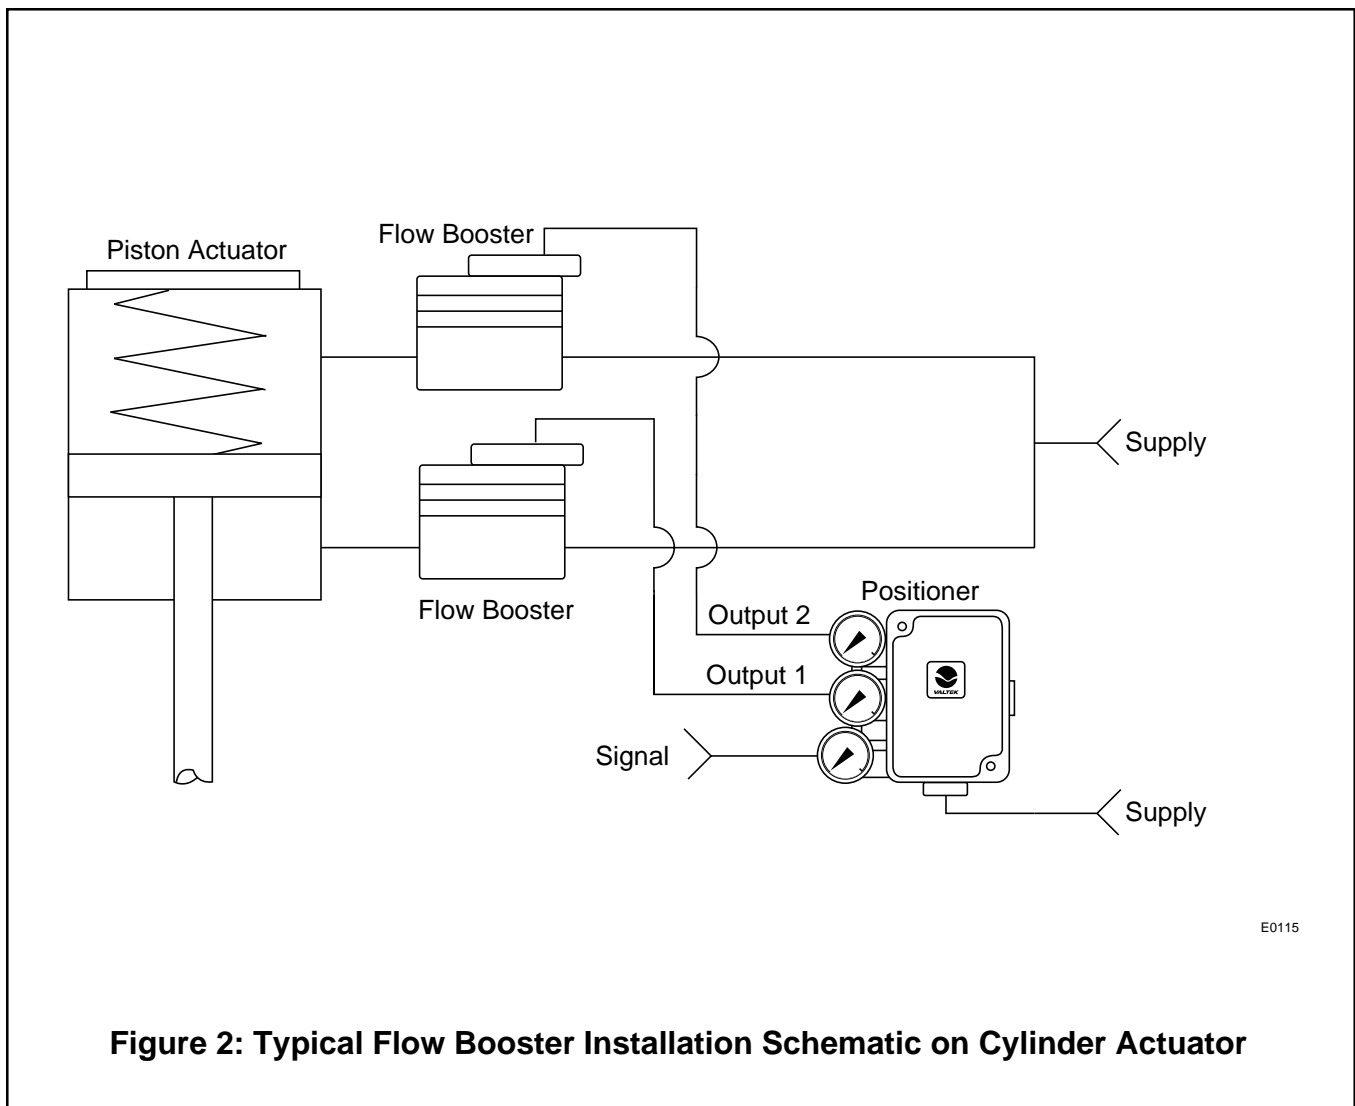 Piston Actuator
Flow Booster
Supply
Flow Booster
Positioner
Output 2
Output 1
VALTEK
Signal
Supply
E0115
Figure 2: Typical Flow Booster Installation Schematic on Cylinder Actuator